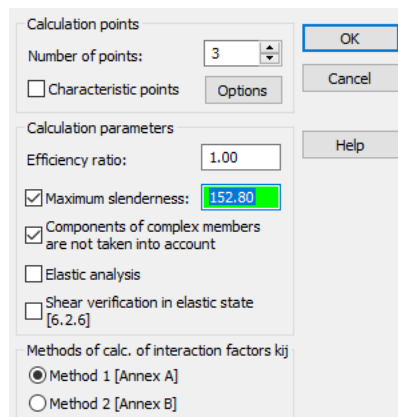 Calculation points
Number of points:
3
Characteristic points
Options
OK
Cancel
Help
Calculation parameters
Efficiency ratio:
1.00
Maximum slenderness:
152.80
Components of complex members
are not taken into account
Elastic analysis
Shear verification in elastic state
[6.2.6]
Methods of calc. of interaction factors kij
Method 1 [Annex A]
Method 2 [Annex B]